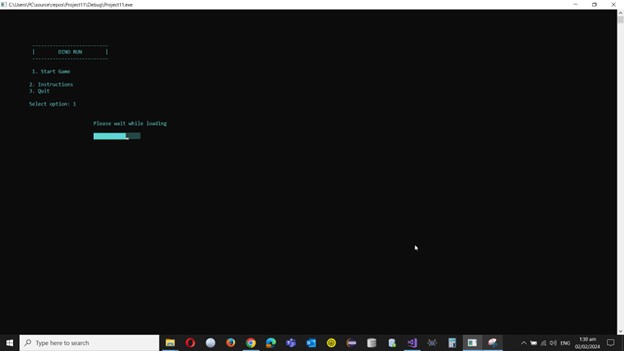 C:\Users\PC\source\repos\Project11\Debug\Project11.exe
DINO RUN
1. Start Game
2. Instructions
3. Quit
Select option: 1
Please wait while loading
Type here to search
ENG
1:30 am
02/02/2024